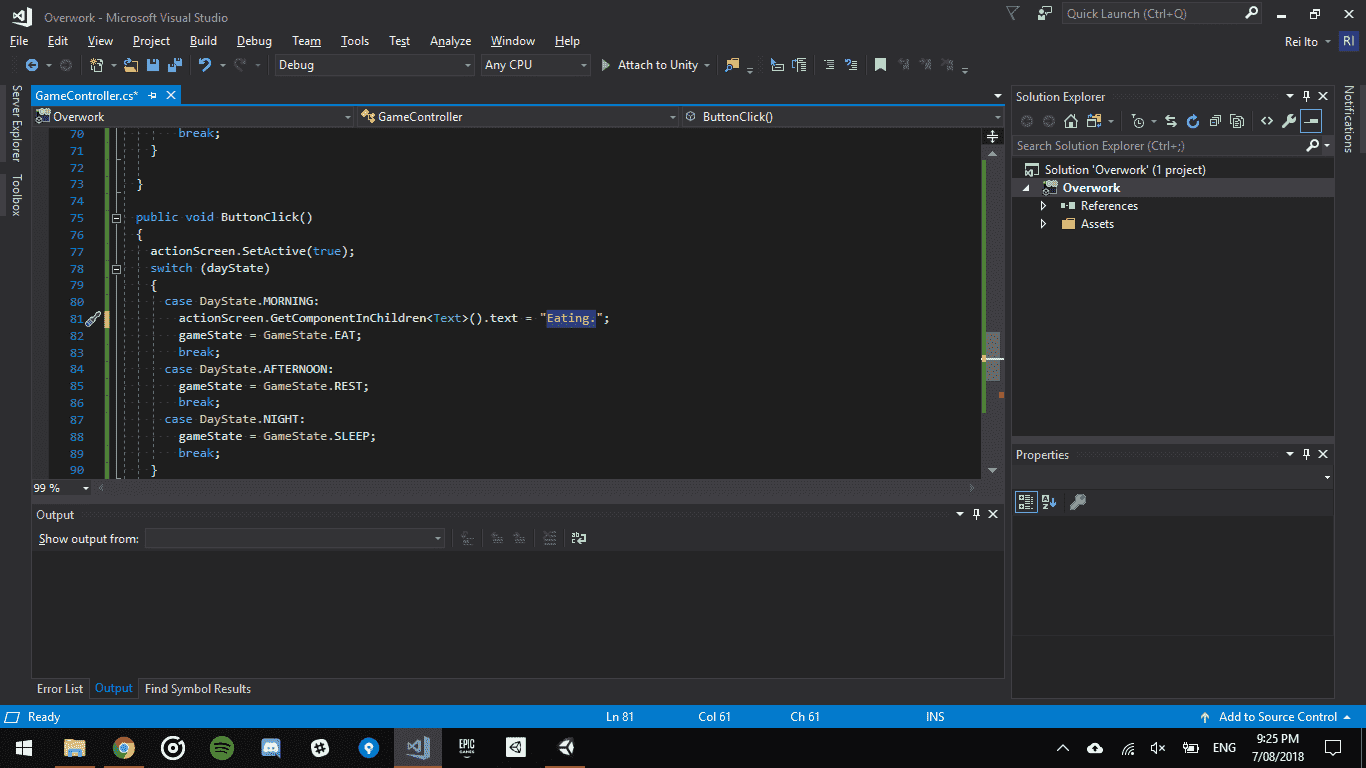 Overwork - Microsoft Visual Studio
Quick Launch (Ctrl+Q)
File Edit View Project Build Debug Team Tools Test Analyze Window Help
Rei Ito RI
Debug Any CPU Attach to Unity
Server Explorer
Toolbox
GameController.cs*
Overwork GameController ButtonClick()
70 break;
71 }
72
73 }
74
75 public void ButtonClick()
76 {
77 actionScreen.SetActive(true);
78 switch (dayState)
79 {
80 case DayState.MORNING:
81 actionScreen.GetComponentInChildren<Text>().text = "Eating.";
82 gameState = GameState.EAT;
83 break;
84 case DayState.AFTERNOON:
85 gameState = GameState.REST;
86 break;
87 case DayState.NIGHT:
88 gameState = GameState.SLEEP;
89 break;
90 }
99 %
Output
Show output from:
Error List Output Find Symbol Results
Solution Explorer
Search Solution Explorer (Ctrl+;)
Solution 'Overwork' (1 project)
Overwork
References
Assets
Properties
Notifications
Ready Ln 81 Col 61 Ch 61 INS Add to Source Control
EPIC GAMES
ENG
9:25 PM
7/08/2018